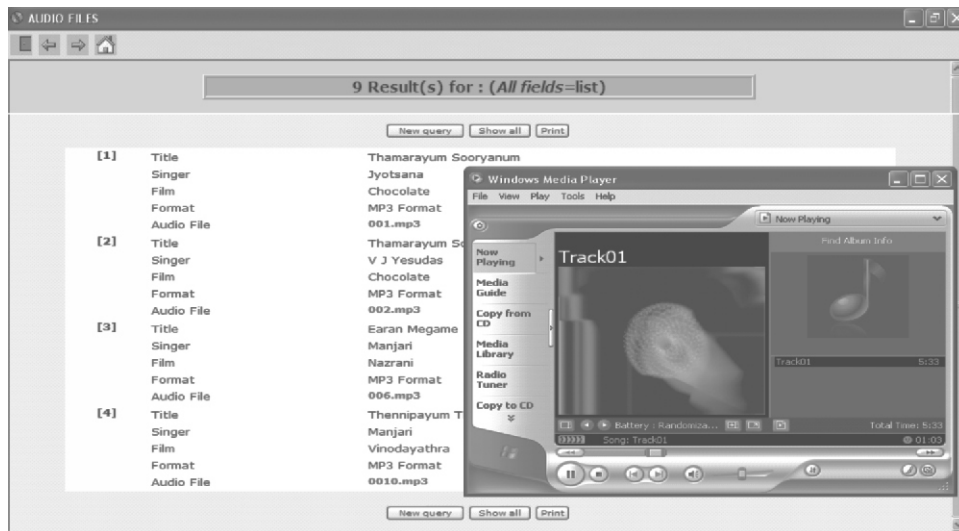 AUDIO FILES
9 Result(s) for : (All fields=list)
New query Show all Print
[1] Title Thamarayum Sooryanum
Singer Jyotsana
Film Chocolate
Format MP3 Format
Audio File 001.mp3
[2] Title Thamarayum So
Singer V J Yesudas
Film Chocolate
Format MP3 Format
Audio File 002.mp3
[3] Title Earan Megame
Singer Manjari
Film Nazrani
Format MP3 Format
Audio File 006.mp3
[4] Title Thennipayum T
Singer Manjari
Film Vinodayathra
Format MP3 Format
Audio File 0010.mp3
New query Show all Print
Windows Media Player
File View Play Tools Help
Now Playing
Now
Playing
Media
Guide
Copy from
CD
Media
Library
Radio
Tuner
Copy to CD
Track01
Find Album Info
Track01 5:33
Battery : Randomiza... Total Time: 5:33
Song: Track01 01:03